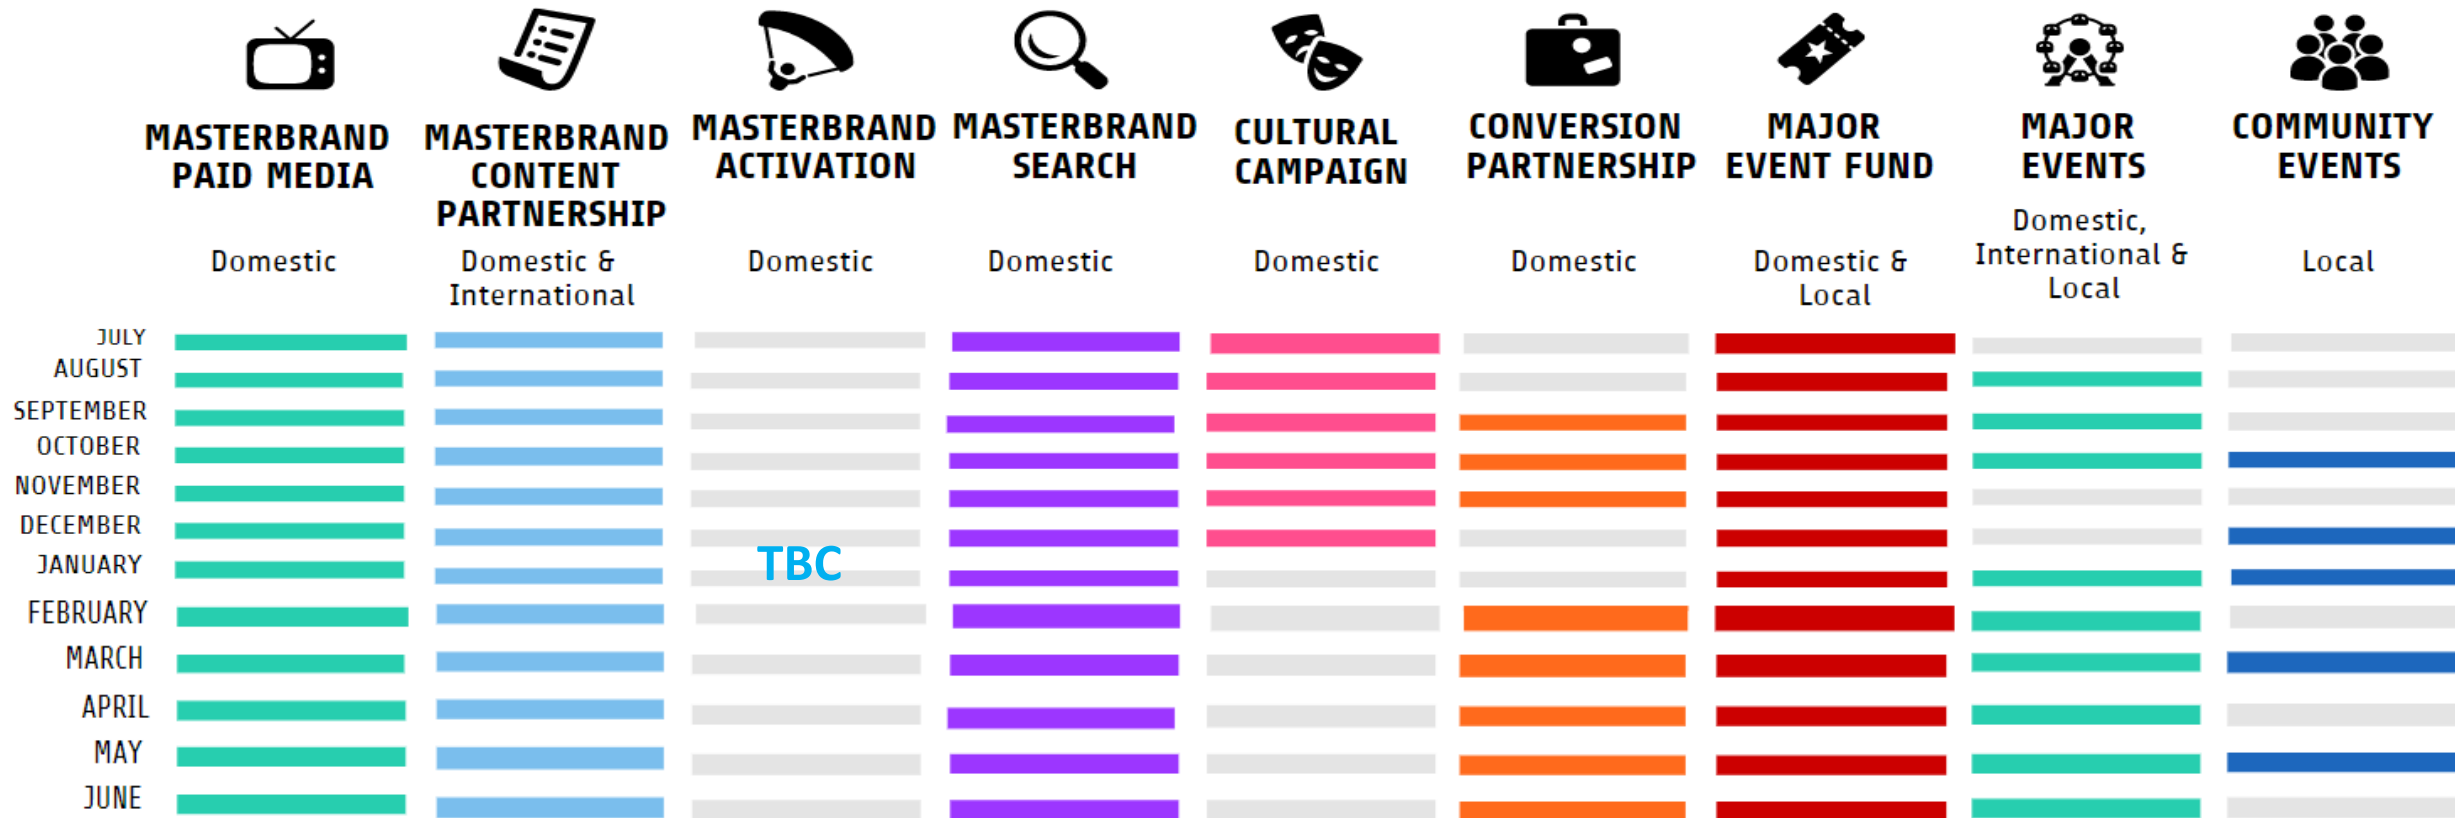 MASTERBRAND
PAID MEDIA
Domestic
MASTERBRAND
CONTENT
PARTNERSHIP
Domestic &
International
MASTERBRAND
ACTIVATION
Domestic
MASTERBRAND
SEARCH
Domestic
CULTURAL
CAMPAIGN
Domestic
CONVERSION
PARTNERSHIP
Domestic
MAJOR
EVENT FUND
Domestic &
Local
MAJOR
EVENTS
Domestic,
International &
Local
COMMUNITY
EVENTS
Local
JULY
AUGUST
SEPTEMBER
OCTOBER
NOVEMBER
DECEMBER
JANUARY
TBC
FEBRUARY
MARCH
APRIL
MAY
JUNE